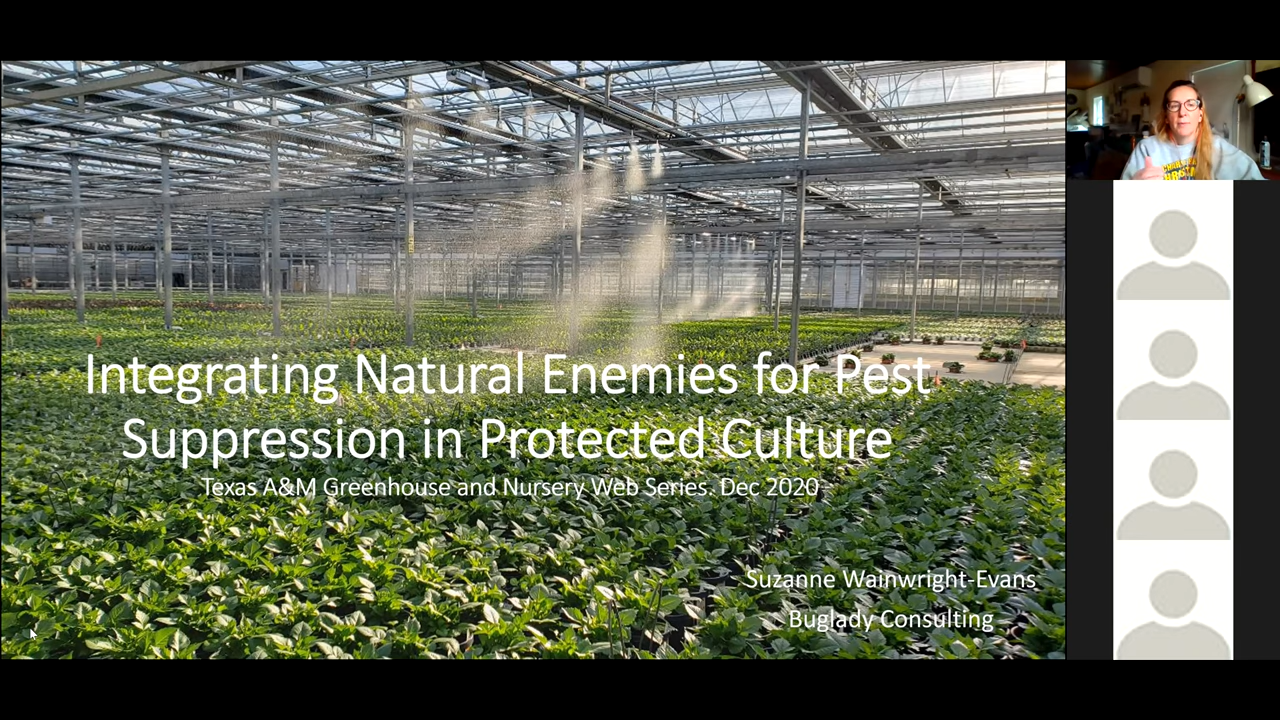 Integrating Natural Enemies for Pest
Suppression in Protected Culture
Texas A&M Greenhouse and Nursery Web Series. Dec 2020
Suzanne Wainwright-Evans
Buglady Consulting